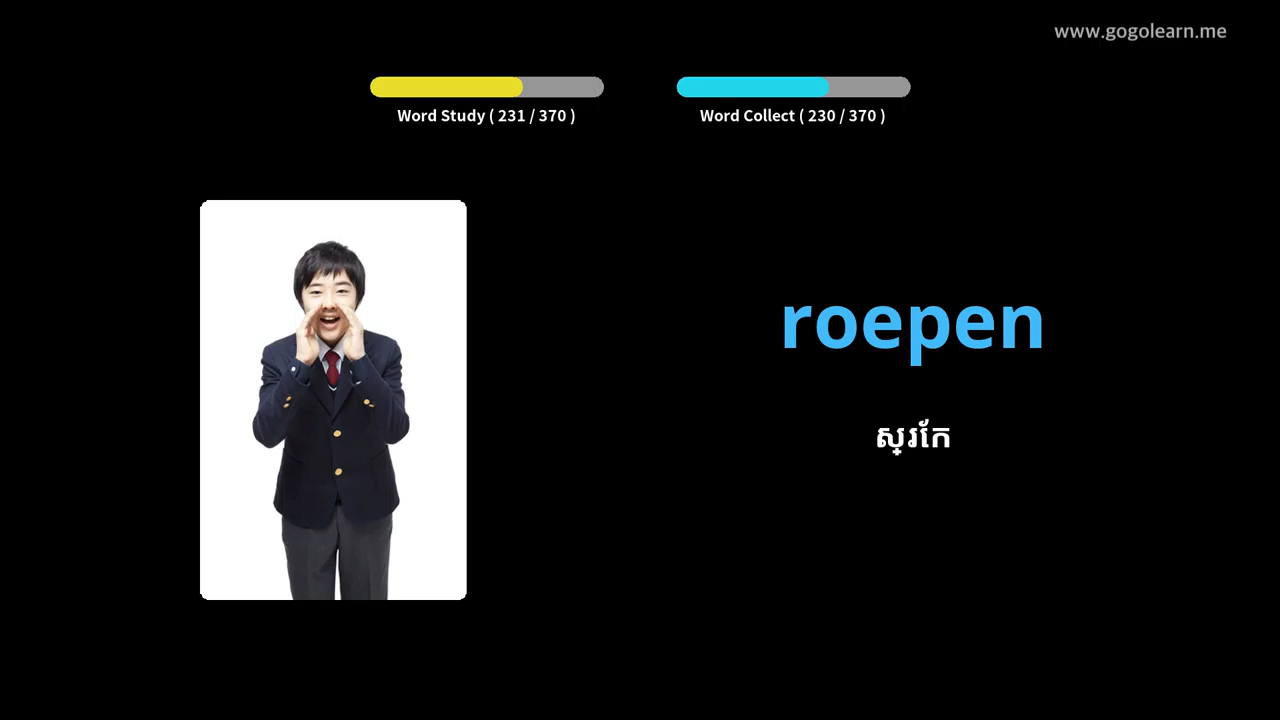 www.gogolearn.me
Word Study ( 231 / 370 )
Word Collect ( 230 / 370 )
roepen
ស្រែក